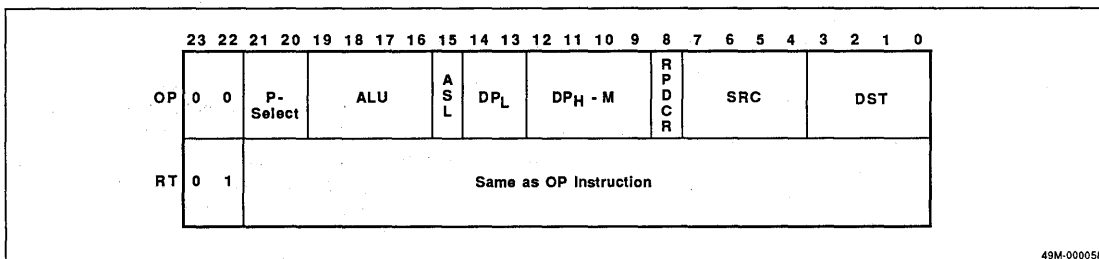 23 22 21 20 19 18 17 16 15 14 13 12 11 10 9 8 7 6 5 4 3 2 1 0
OP 0 0 P-Select ALU ASL DPL DPH - M RPDCR SRC DST
RT 0 1 Same as OP Instruction
49M-000058